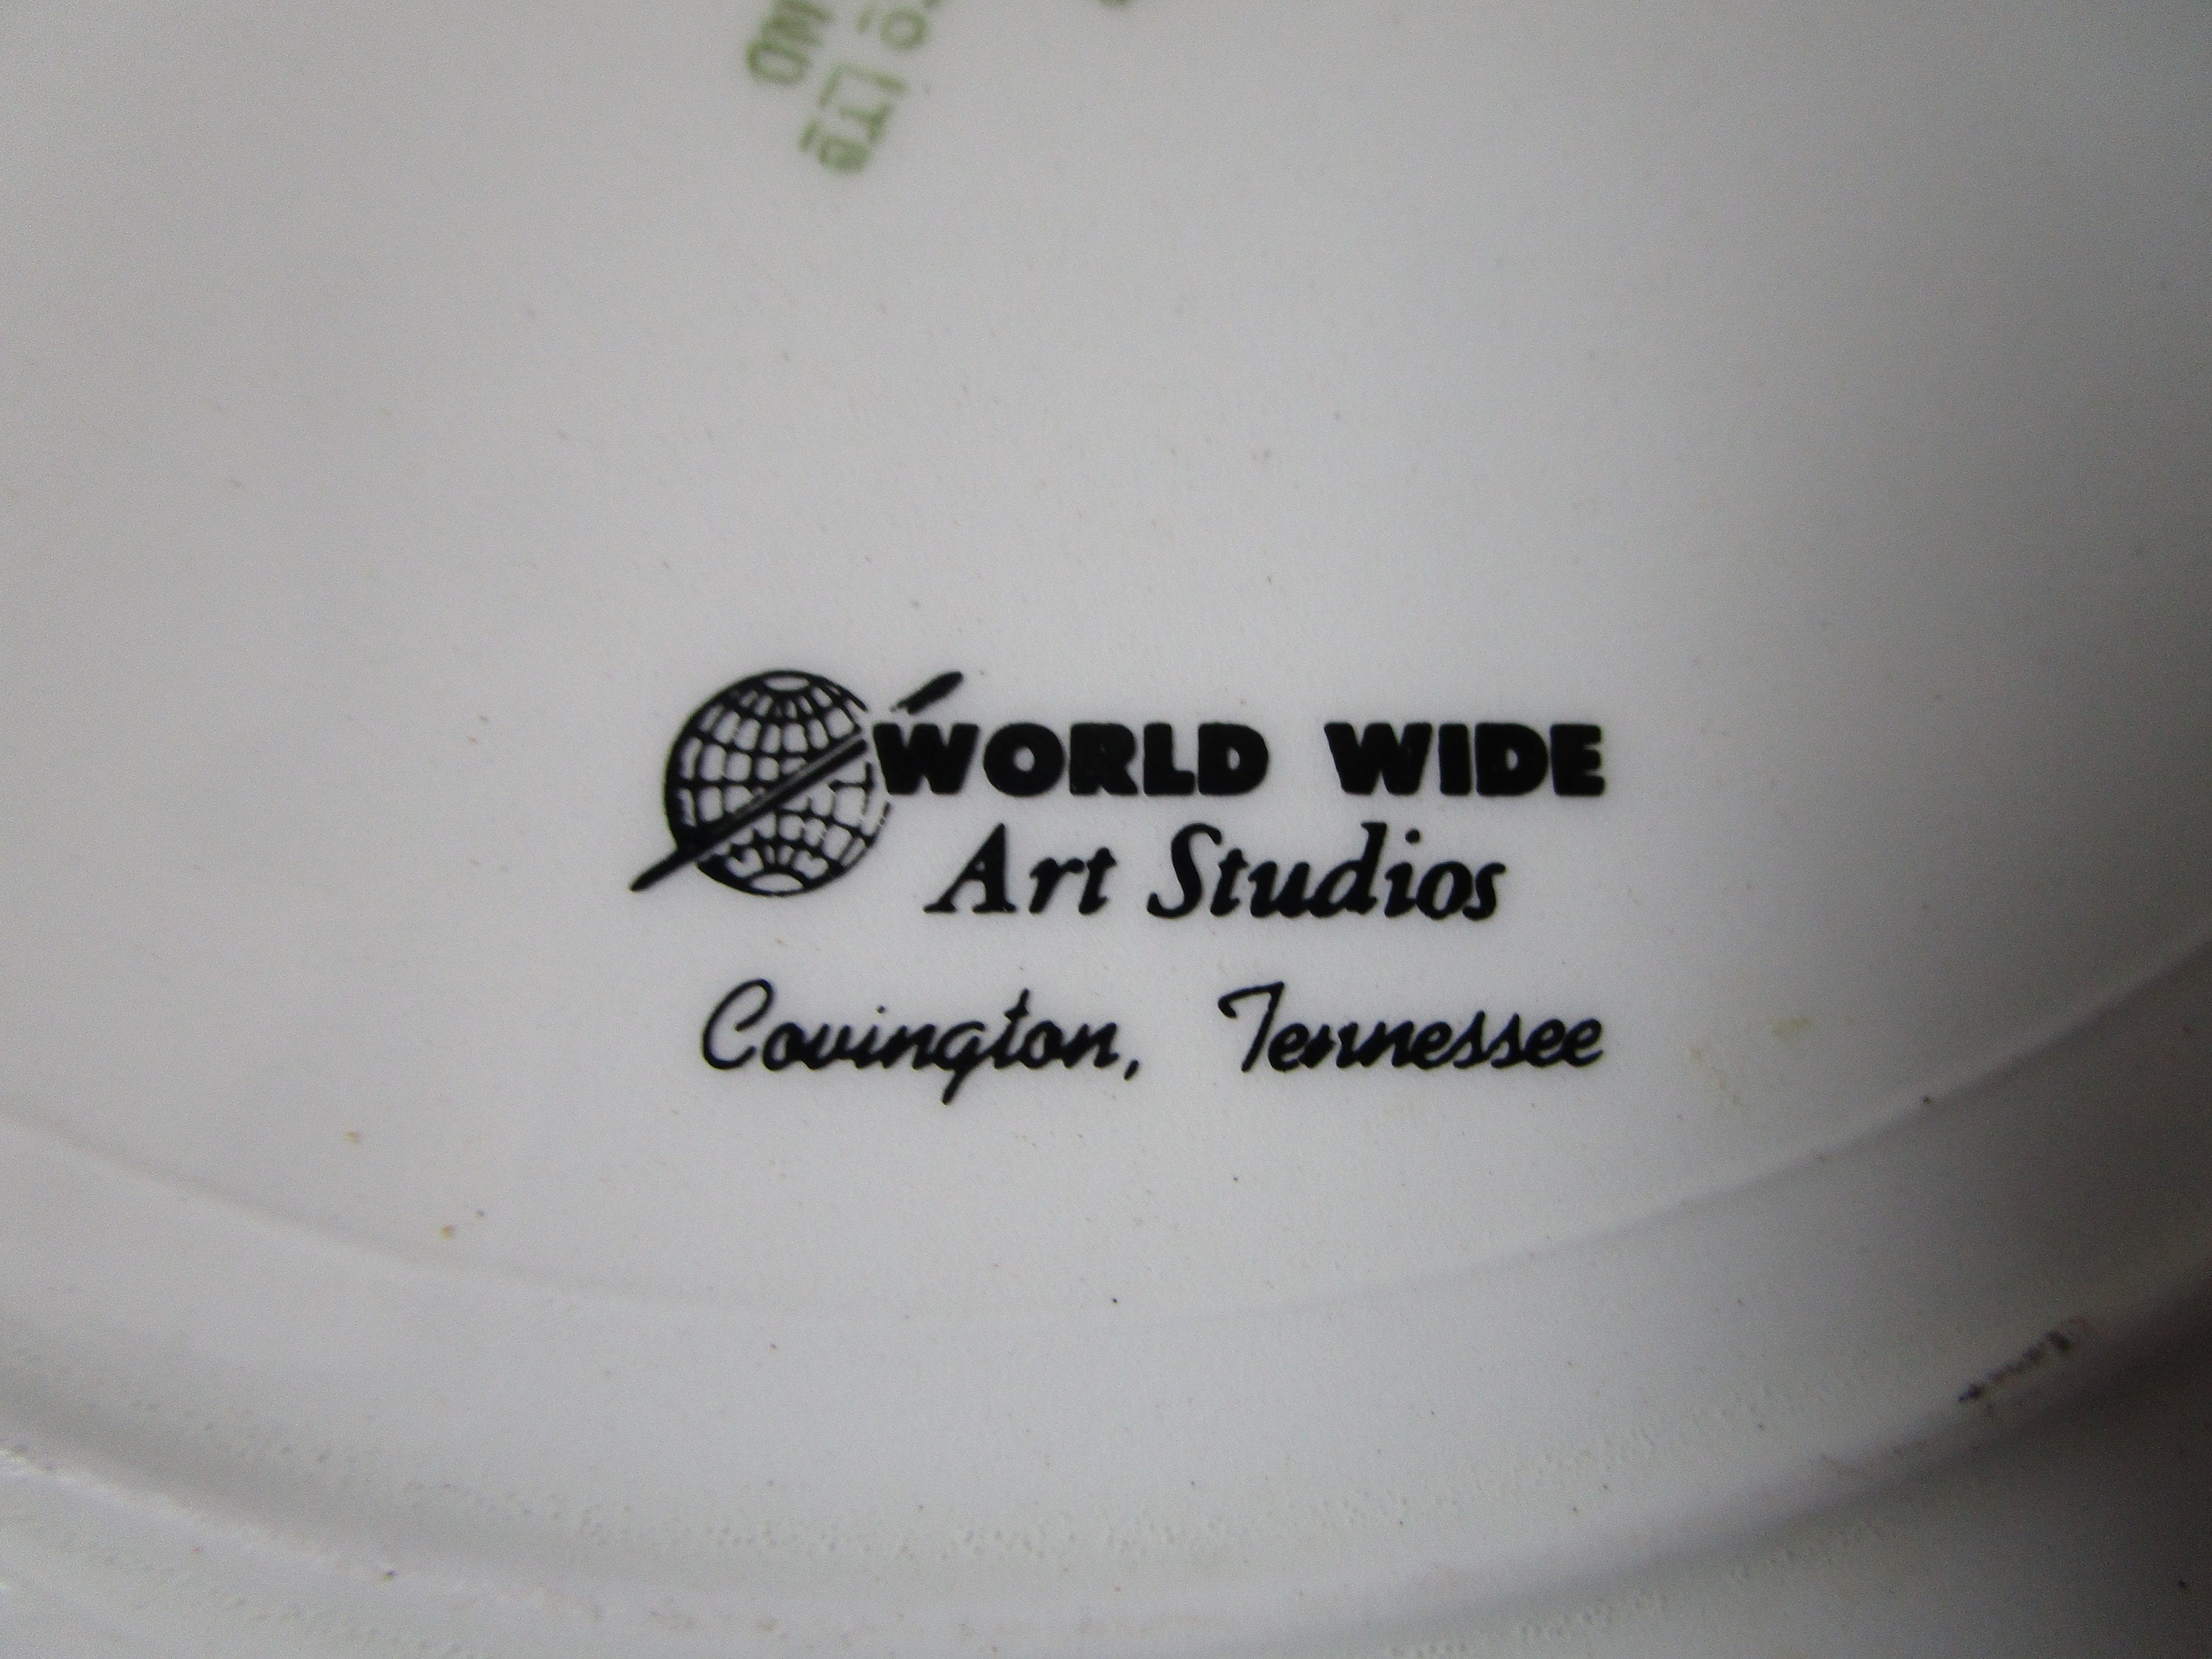 WORLD WIDE
Art Studios
Covington, Tennessee